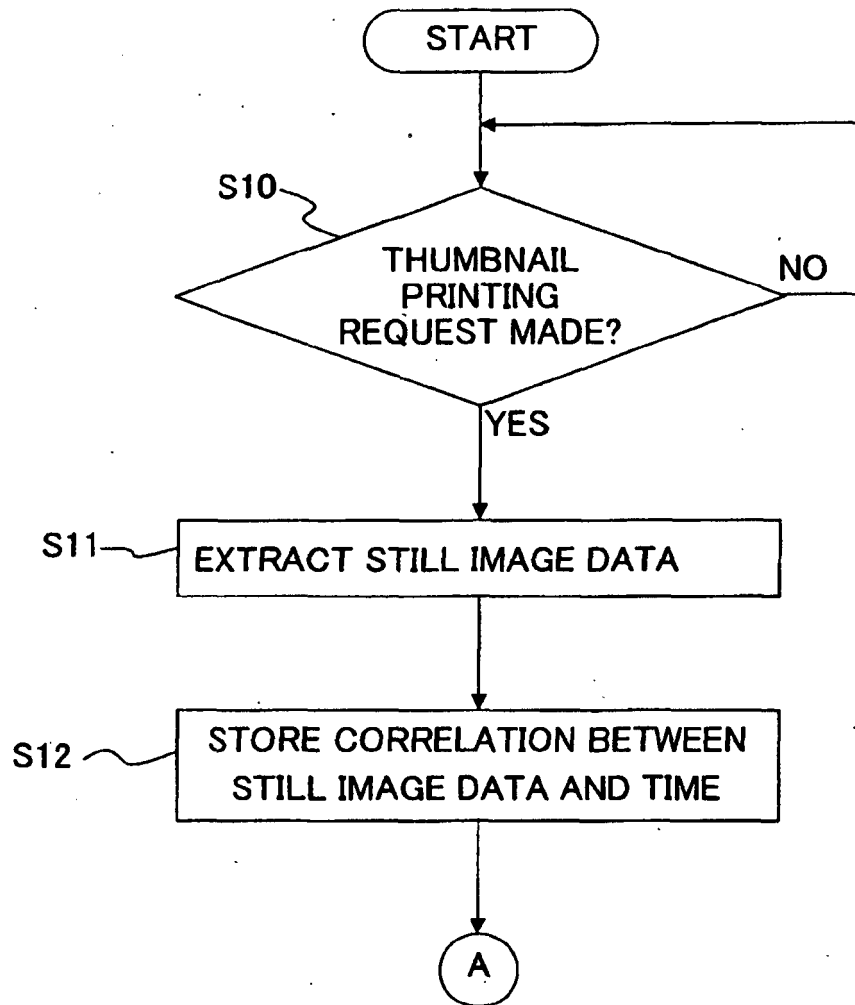 START
S10
THUMBNAIL
PRINTING
REQUEST MADE?
NO
YES
S11
EXTRACT STILL IMAGE DATA
S12
STORE CORRELATION BETWEEN
STILL IMAGE DATA AND TIME
A